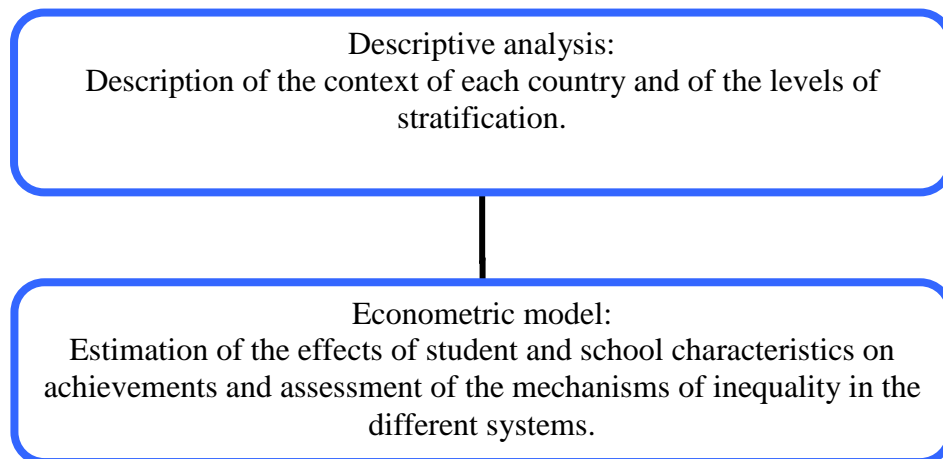 Descriptive analysis:
Description of the context of each country and of the levels of
stratification.
Econometric model:
Estimation of the effects of student and school characteristics on
achievements and assessment of the mechanisms of inequality in the
different systems.